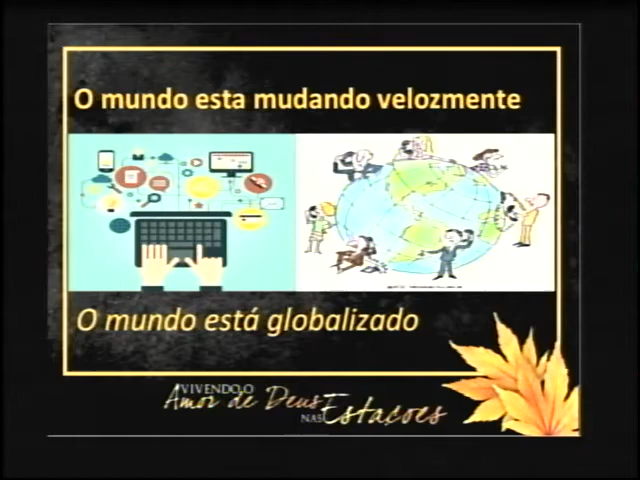 O mundo esta mudando velozmente
O mundo está globalizado
VIVENDO O
Amor de Deus
NAS Estações